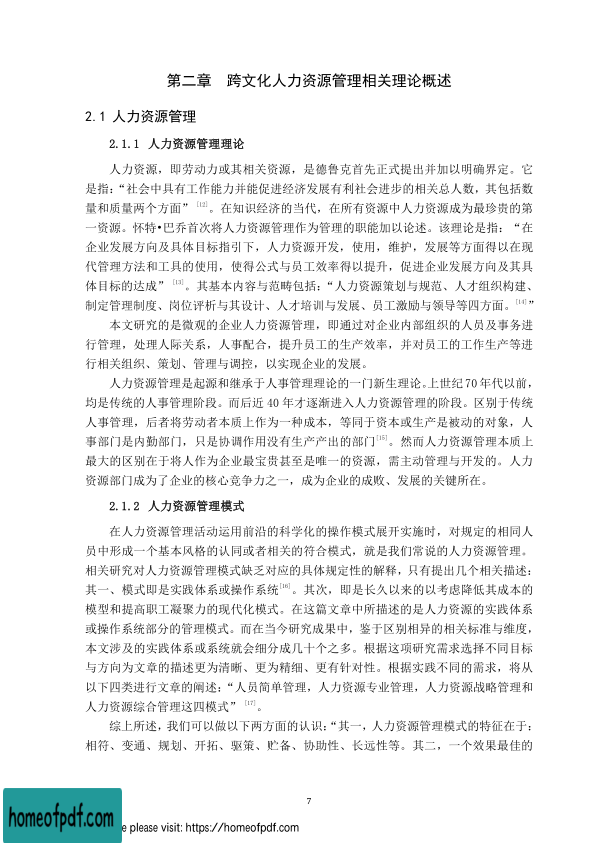 第二章 跨文化人力资源管理相关理论概述
2.1 人力资源管理
2.1.1 人力资源管理理论
人力资源，即劳动力或其相关资源，是德鲁克首先正式提出并加以明确界定。它
是指：“社会中具有工作能力并能促进经济发展有利社会进步的相关总人数，其包括数
量和质量两个方面” [12]。在知识经济的当代，在所有资源中人力资源成为最珍贵的第
一资源。怀特•巴乔首次将人力资源管理作为管理的职能加以论述。该理论是指：“在
企业发展方向及具体目标指引下，人力资源开发，使用，维护，发展等方面得以在现
代管理方法和工具的使用，使得公式与员工效率得以提升，促进企业发展方向及其具
体目标的达成” [13]。其基本内容与范畴包括：“人力资源策划与规范、人才组织构建、
制定管理制度、岗位评析与其设计、人才培训与发展、员工激励与领导等四方面。[14]”
本文研究的是微观的企业人力资源管理，即通过对企业内部组织的人员及事务进
行管理，处理人际关系，人事配合，提升员工的生产效率，并对员工的工作生产等进
行相关组织、策划、管理与调控，以实现企业的发展。
人力资源管理是起源和继承于人事管理理论的一门新生理论。上世纪70年代以前，
均是传统的人事管理阶段。而后近 40 年才逐渐进入人力资源管理的阶段。区别于传统
人事管理，后者将劳动者本质上作为一种成本，等同于资本或生产是被动的对象，人
事部门是内勤部门，只是协调作用没有生产产出的部门[15]。然而人力资源管理本质上
最大的区别在于将人作为企业最宝贵甚至是唯一的资源，需主动管理与开发的。人力
资源部门成为了企业的核心竞争力之一，成为企业的成败、发展的关键所在。
2.1.2 人力资源管理模式
在人力资源管理活动运用前沿的科学化的操作模式展开实施时，对规定的相同人
员中形成一个基本风格的认同或者相关的符合模式，就是我们常说的人力资源管理。
相关研究对人力资源管理模式缺乏对应的具体规定性的解释，只有提出几个相关描述：
其一、模式即是实践体系或操作系统[16]。其次，即是长久以来的以考虑降低其成本的
模型和提高职工凝聚力的现代化模式。在这篇文章中所描述的是人力资源的实践体系
或操作系统部分的管理模式。而在当今研究成果中，鉴于区别相异的相关标准与维度，
本文涉及的实践体系或系统就会细分成几十个之多。根据这项研究需求选择不同目标
与方向为文章的描述更为清晰、更为精细、更有针对性。根据实践不同的需求，将从
以下四类进行文章的阐述：“人员简单管理，人力资源专业管理，人力资源战略管理和
人力资源综合管理这四模式” [17]。
综上所述，我们可以做以下两方面的认识：“其一，人力资源管理模式的特征在于：
相符、变通、规划、开拓、驱策、贮备、协助性、长远性等。其二，一个效果最佳的
7
homeofpdf.com
e please visit: https://homeofpdf.com